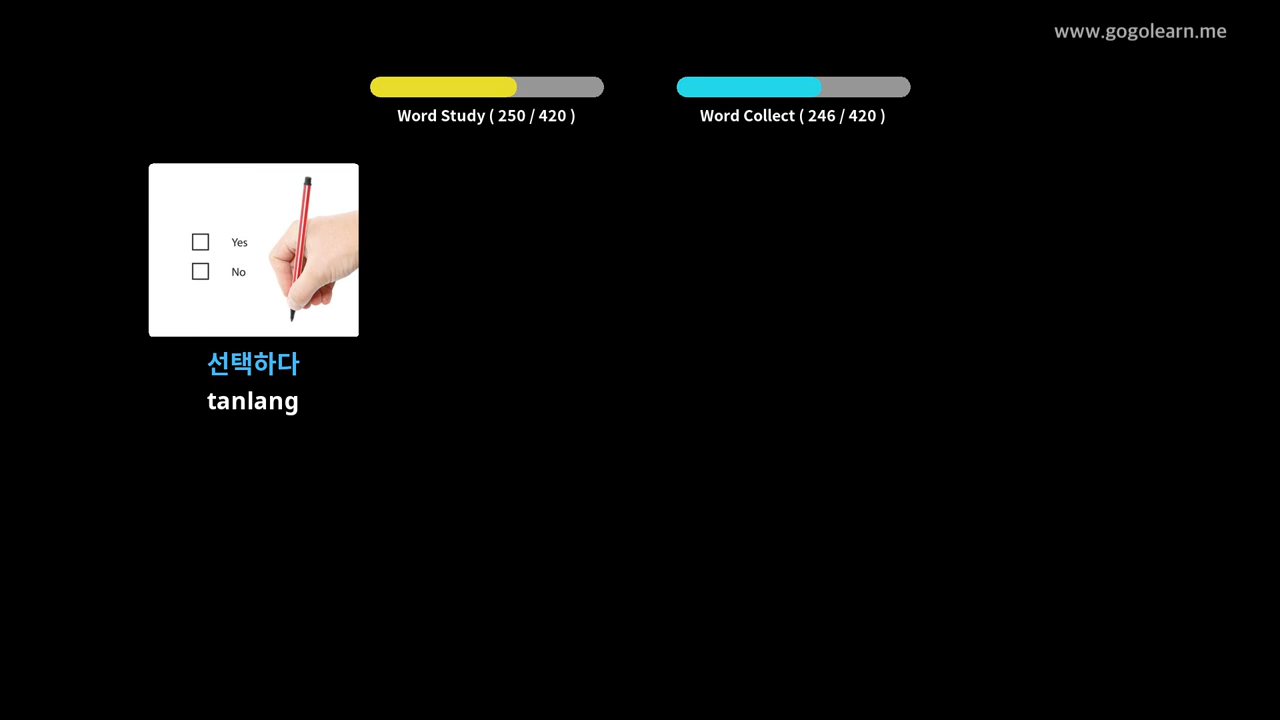 www.gogolearn.me
Word Study ( 250 / 420 )
Word Collect ( 246 / 420 )
Yes
No
선택하다
tanlang